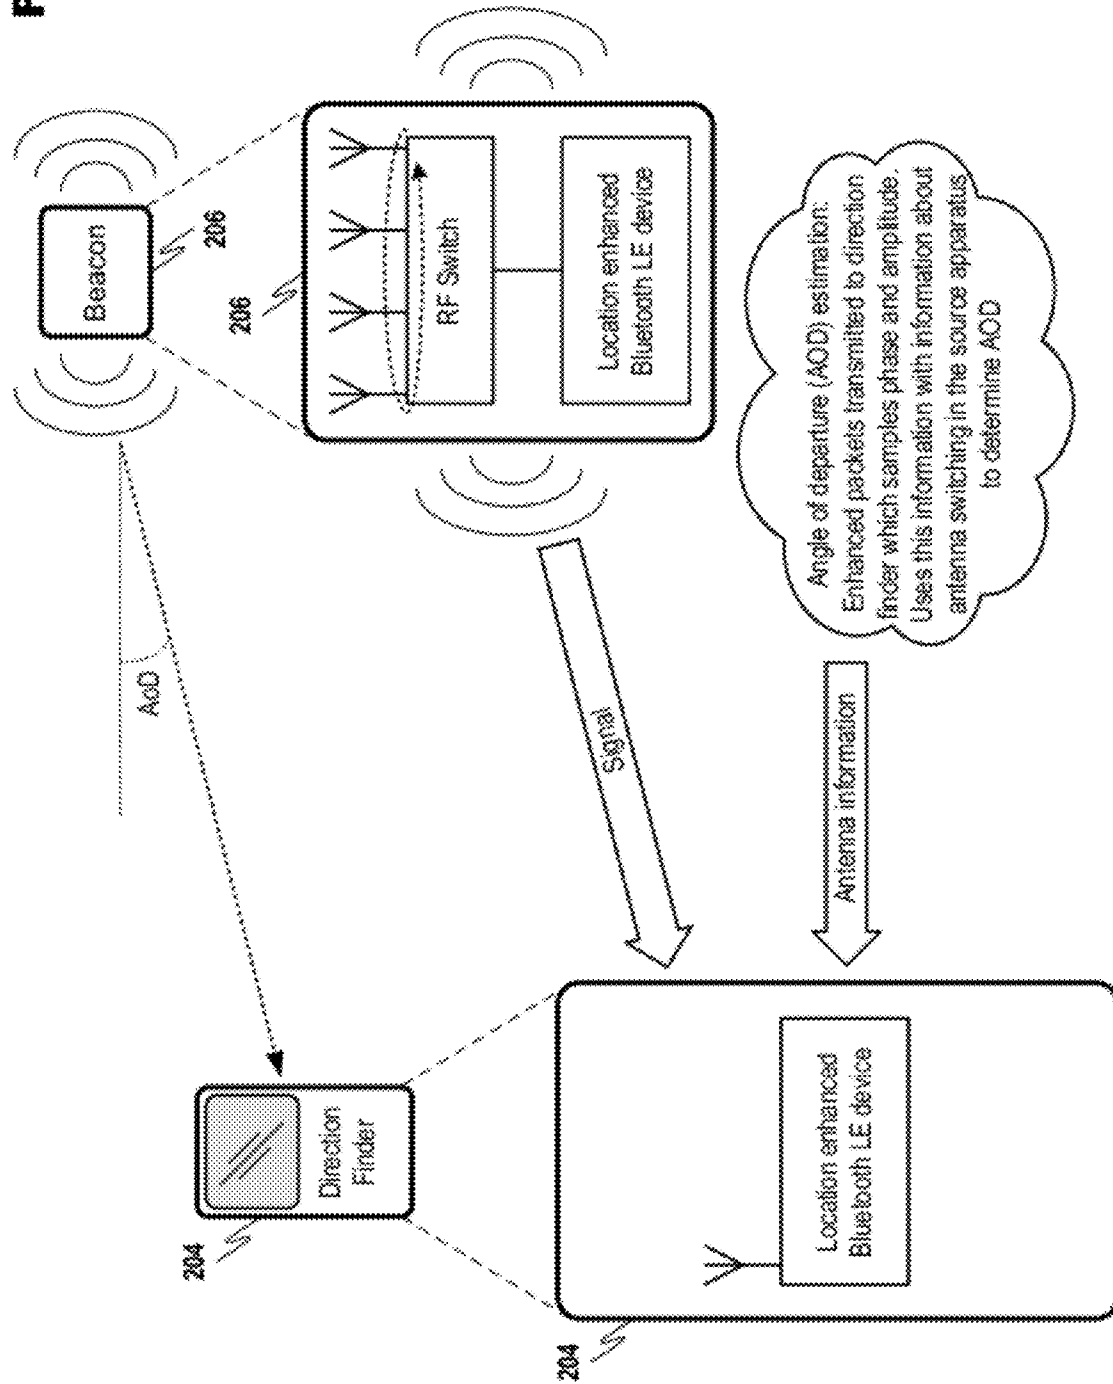 F
Beacon
206
206
RF Switch
Location enhanced
Bluetooth LE device
AoD
Signal
Antenna information
Angle of departure (AOD) estimation:
Enhanced packets transmitted to direction
finder which samples phase and amplitude.
Uses this information with information about
antenna switching in the source apparatus
to determine AOD
Direction
Finder
204
Location enhanced
Bluetooth LE device
204